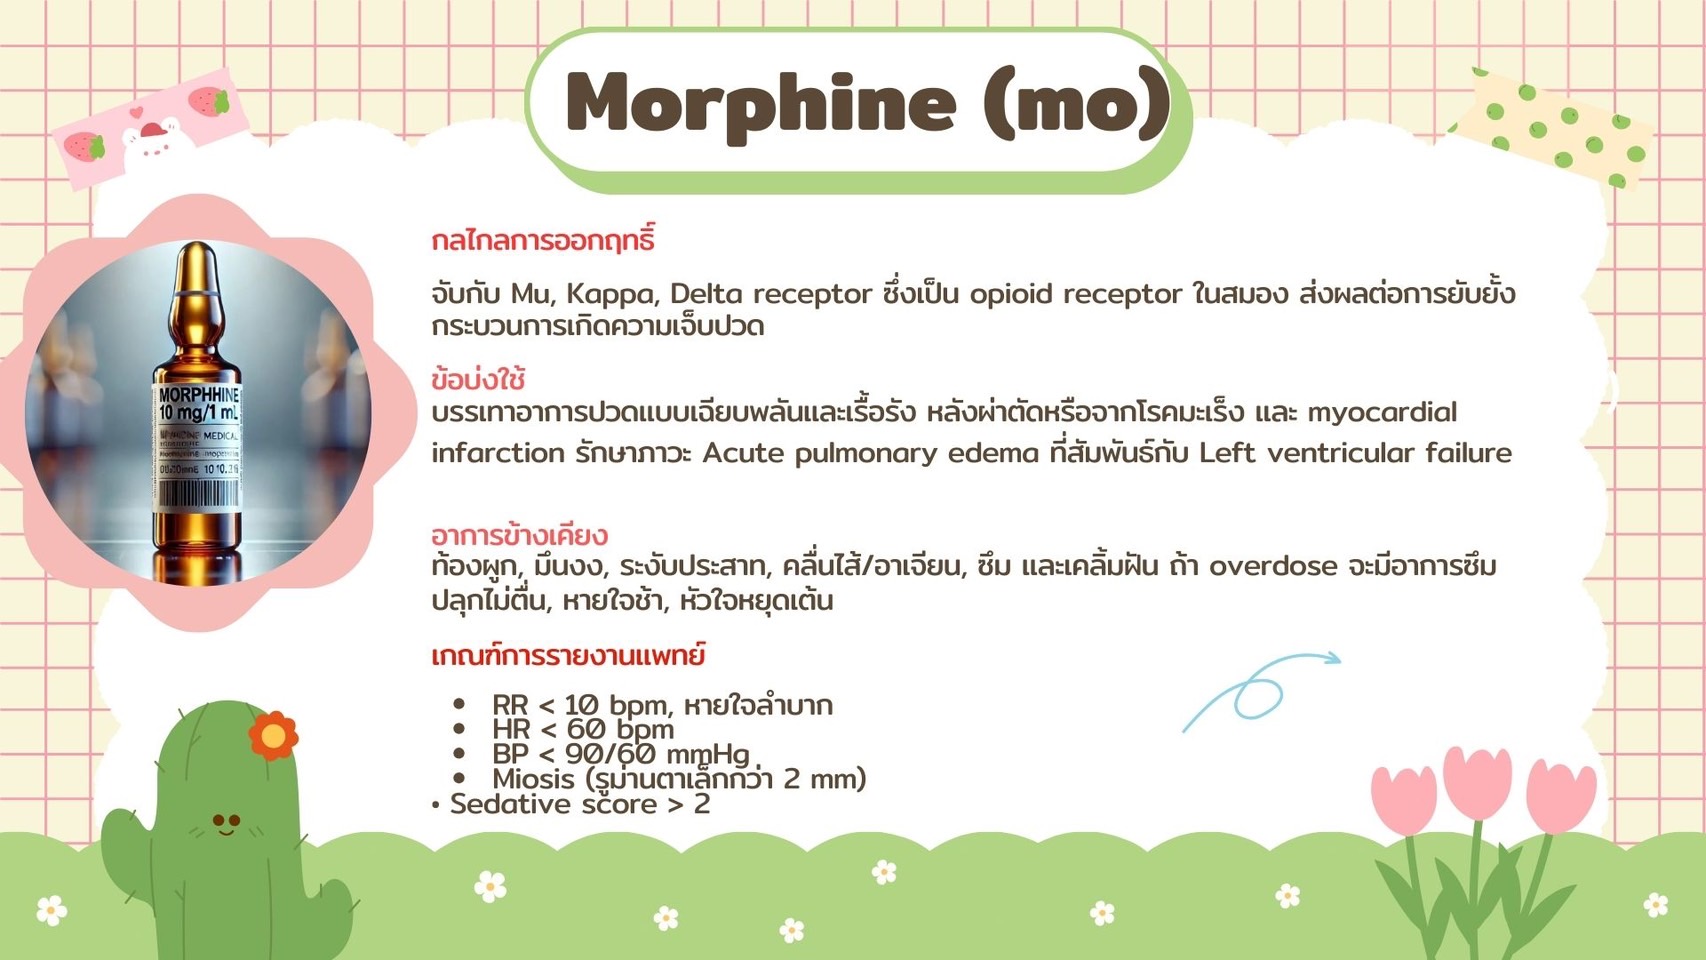 Morphine (mo)
MORPHHINE
10 mg/1 mL
MEDICAL
กลไกลการออกฤทธิ์
จับกับ Mu, Kappa, Delta receptor ซึ่งเป็น opioid receptor ในสมอง ส่งผลต่อการยับยั้ง
กระบวนการเกิดความเจ็บปวด
ข้อบ่งใช้
บรรเทาอาการปวดแบบเฉียบพลันและเรื้อรัง หลังผ่าตัดหรือจากโรคมะเร็ง และ myocardial
infarction รักษาภาวะ Acute pulmonary edema ที่สัมพันธ์กับ Left ventricular failure
อาการข้างเคียง
ท้องผูก, มึนงง, ระงับประสาท, คลื่นไส้/อาเจียน, ซึม และเคลิ้มฝัน ถ้า overdose จะมีอาการซึม
ปลุกไม่ตื่น, หายใจช้า, หัวใจหยุดเต้น
เกณฑ์การรายงานแพทย์
• RR < 10 bpm, หายใจลำบาก
• HR < 60 bpm
• BP < 90/60 mmHg
• Miosis (รูม่านตาเล็กกว่า 2 mm)
• Sedative score > 2